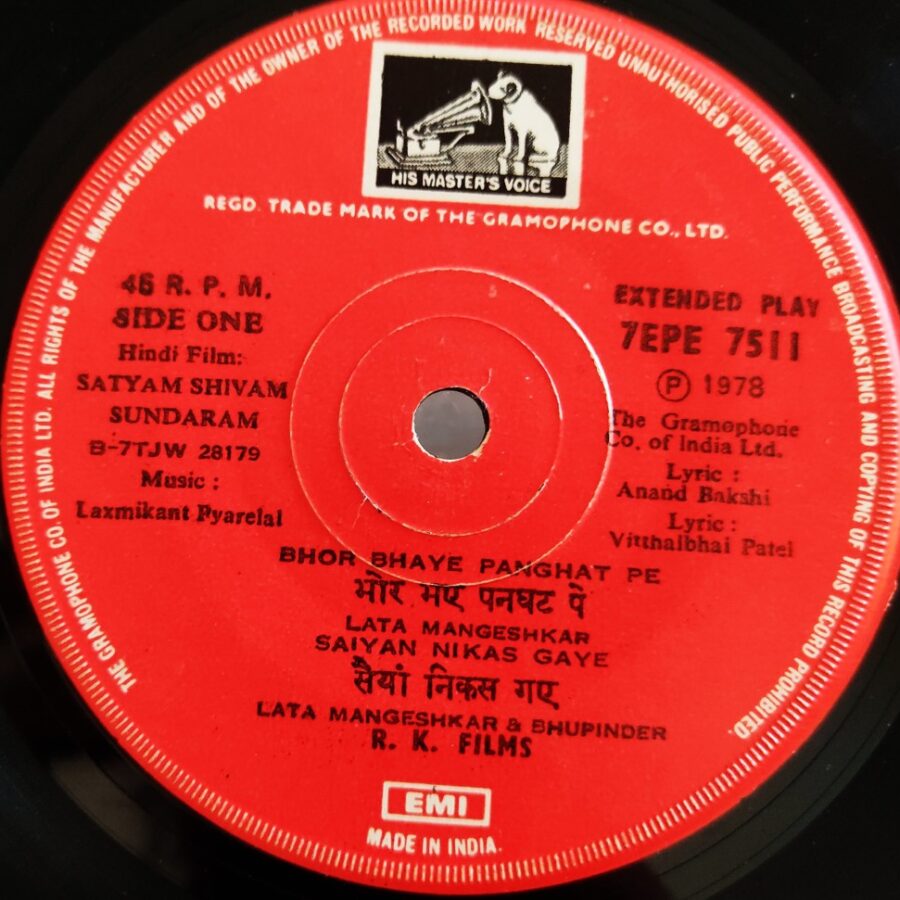 THE GRAMOPHONE CO. OF INDIA LTD. ALL RIGHTS OF THE MANUFACTURER AND OF THE OWNER OF THE RECORDED WORK RESERVED UNAUTHORISED PUBLIC PERFORMANCE BROADCASTING AND COPYING OF THIS RECORD PROHIBITED.
HIS MASTER'S VOICE
REGD. TRADE MARK OF THE GRAMOPHONE CO., LTD.
45 R. P. M.
SIDE ONE
Hindi Film:
SATYAM SHIVAM
SUNDARAM
B-7TJW 28179
Music :
Laxmikant Pyarelal
EXTENDED PLAY
7EPE 7511
Ⓟ 1978
The Gramophone
Co. of India Ltd.
Lyric :
Anand Bakshi
Lyric :
Vitthalbhai Patel
BHOR BHAYE PANGHAT PE
भोर भए पनघट पे
LATA MANGESHKAR
SAIYAN NIKAS GAYE
सैयां निकस गए
LATA MANGESHKAR & BHUPINDER
R. K. FILMS
EMI
MADE IN INDIA.